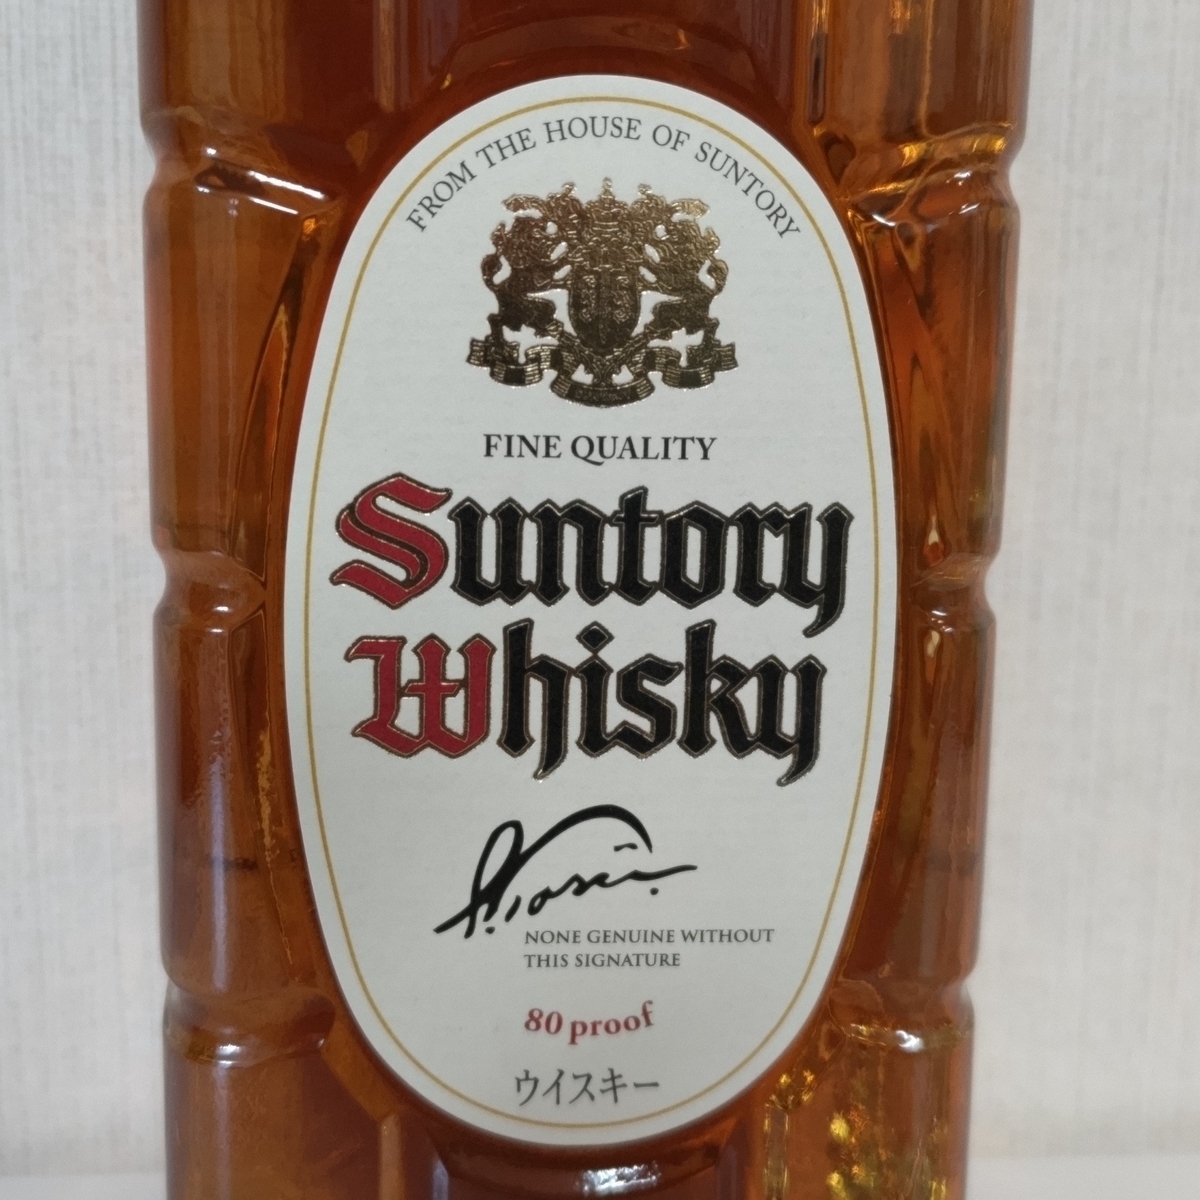 FROM THE HOUSE OF SUNTORY
FINE QUALITY
Suntory
Whisky
NONE GENUINE WITHOUT
THIS SIGNATURE
80 proof
ウイスキー